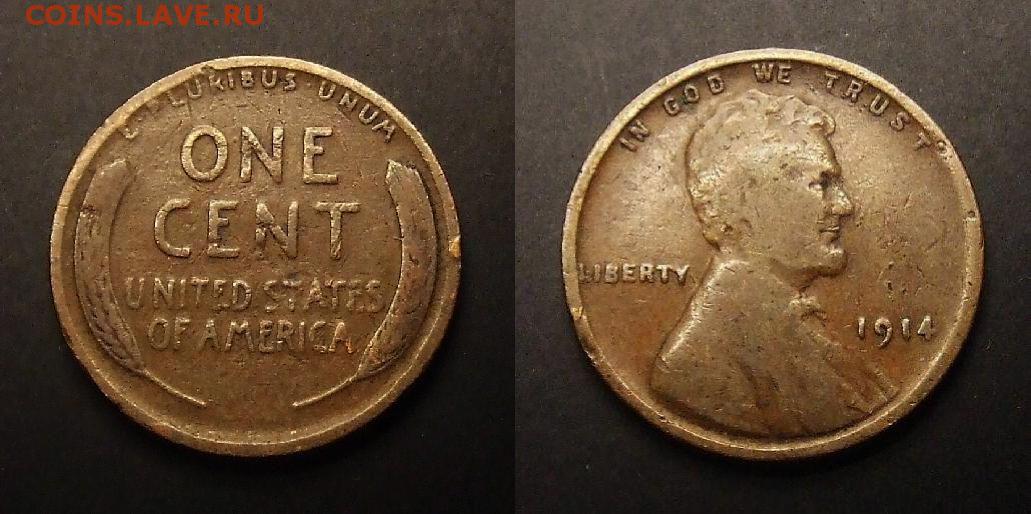 COINS.LAVE.RU
E·PLURIBUS·UNUM
ONE
CENT
UNITED STATES
OF AMERICA
IN GOD WE TRUST
LIBERTY
1914